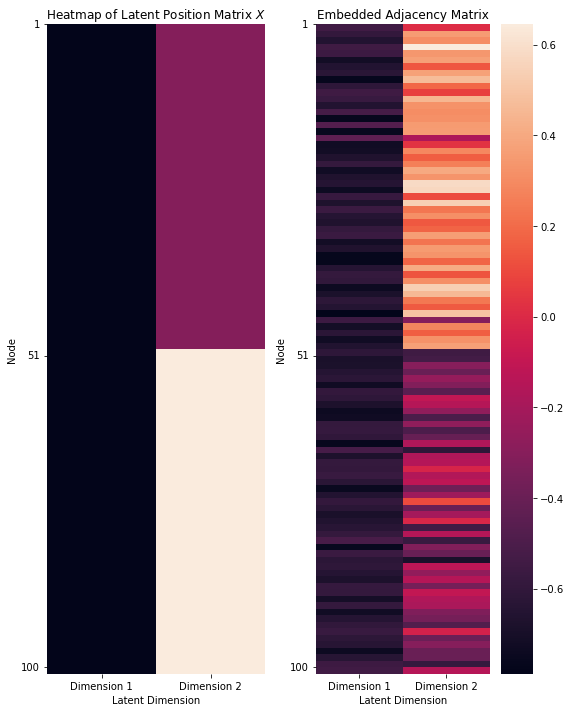 Heatmap of Latent Position Matrix X
1
51
100
Node
Dimension 1 Dimension 2
Latent Dimension
Embedded Adjacency Matrix
1
51
100
Node
Dimension 1 Dimension 2
Latent Dimension
0.6
0.4
0.2
0.0
−0.2
−0.4
−0.6